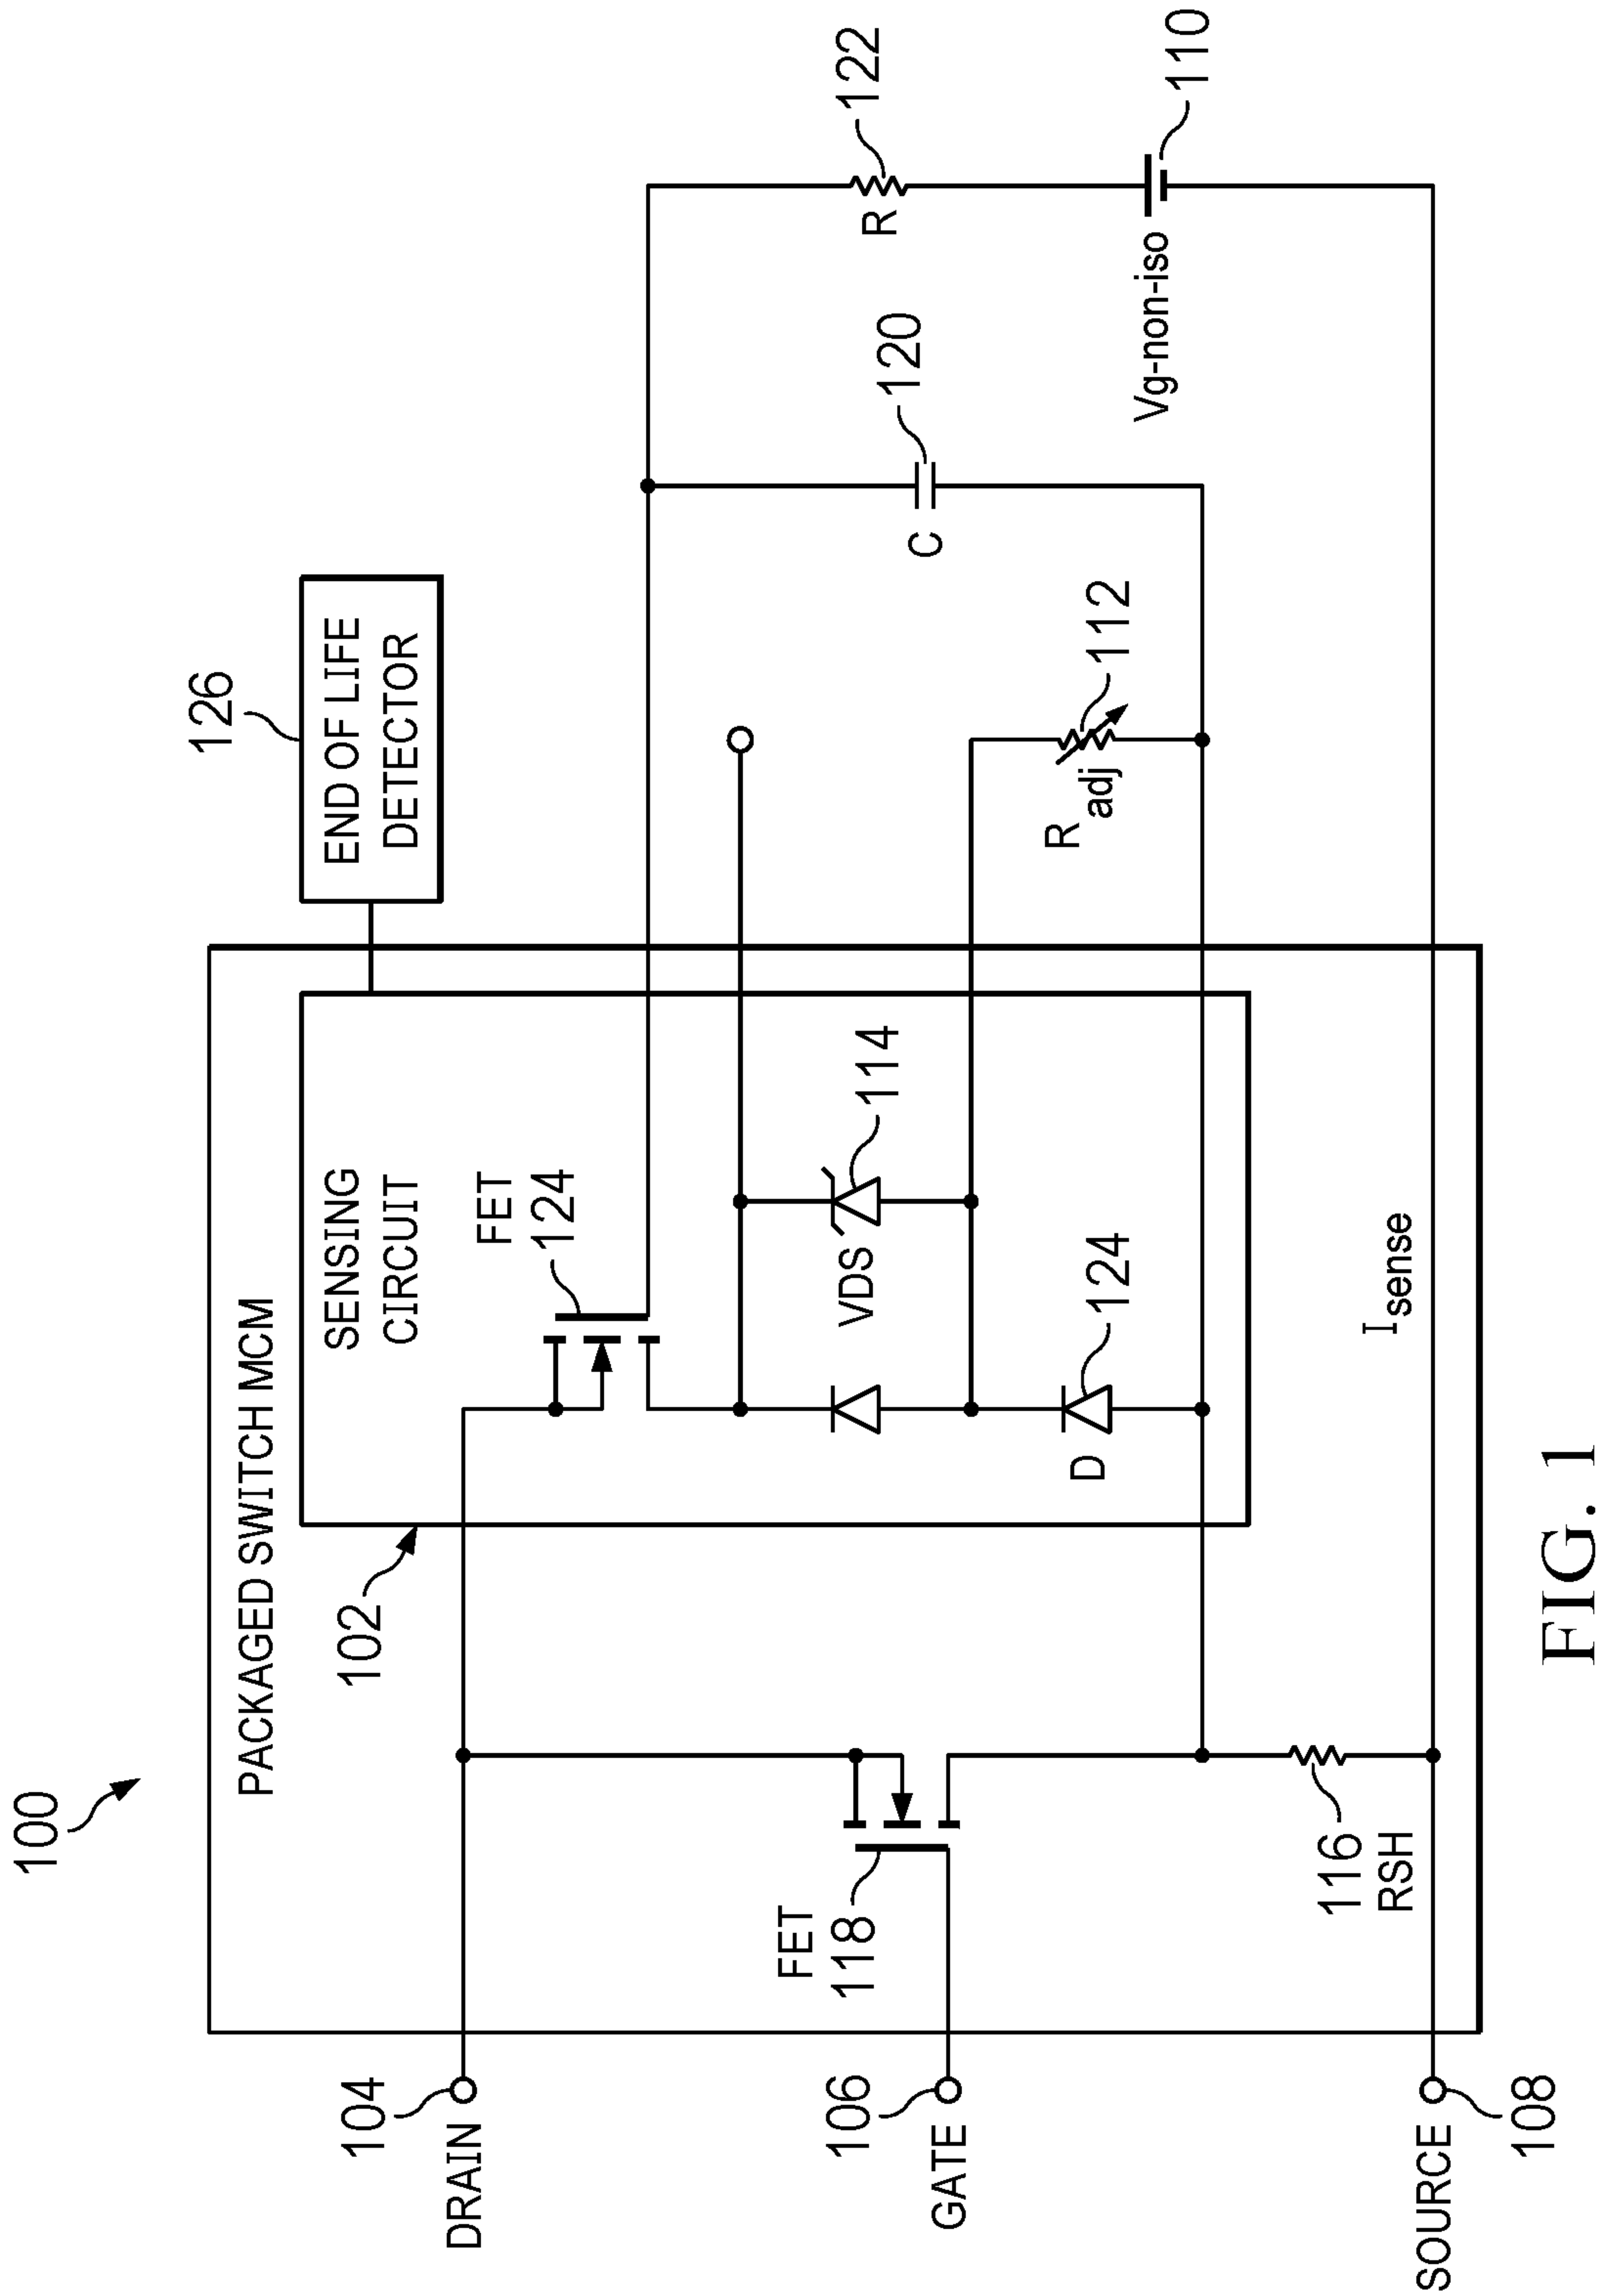 100
PACKAGED SWITCH MCM
102
SENSING
CIRCUIT
126
END OF LIFE
DETECTOR
104
DRAIN
FET
124
FET
118
VDS
114
106
GATE
D
124
R
adj
112
C
120
R
122
Vg-non-iso
110
116
RSH
Isense
SOURCE
108
FIG. 1